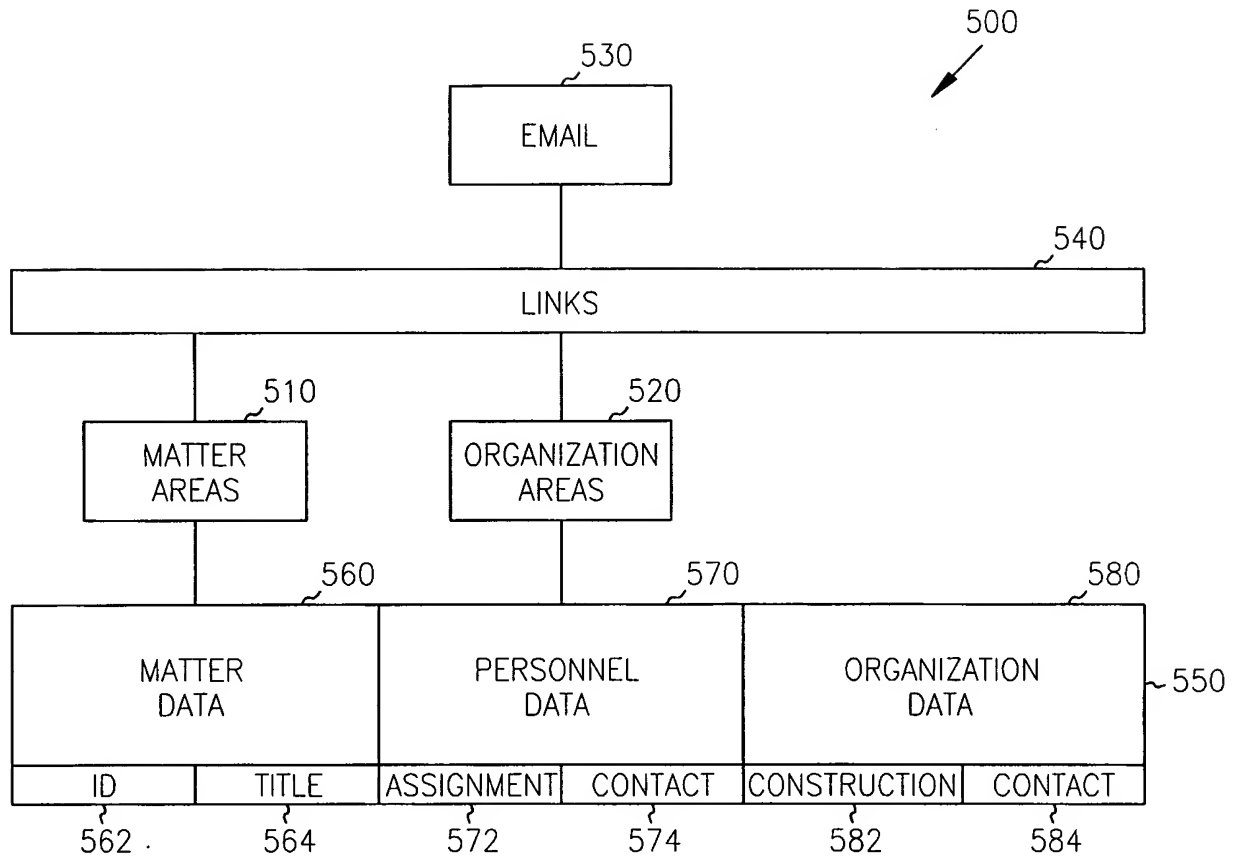 500
530
EMAIL
540
LINKS
510
520
MATTER
AREAS
ORGANIZATION
AREAS
560
570
580
MATTER
DATA
PERSONNEL
DATA
ORGANIZATION
DATA
550
ID
TITLE
ASSIGNMENT
CONTACT
CONSTRUCTION
CONTACT
562
564
572
574
582
584